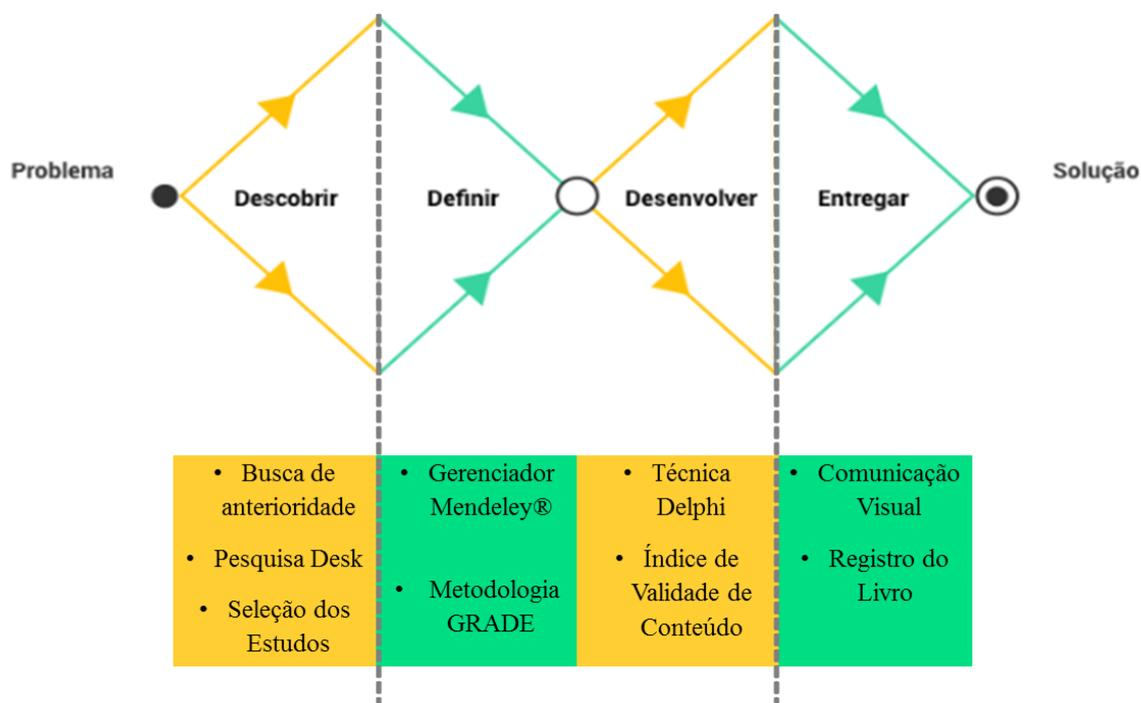 Problema
Solução
Descobrir
Definir
Desenvolver
Entregar
• Busca de
anterioridade
• Pesquisa Desk
• Seleção dos
Estudos
• Gerenciador
Mendeley®
• Metodologia
GRADE
• Técnica
Delphi
• Índice de
Validade de
Conteúdo
• Comunicação
Visual
• Registro do
Livro